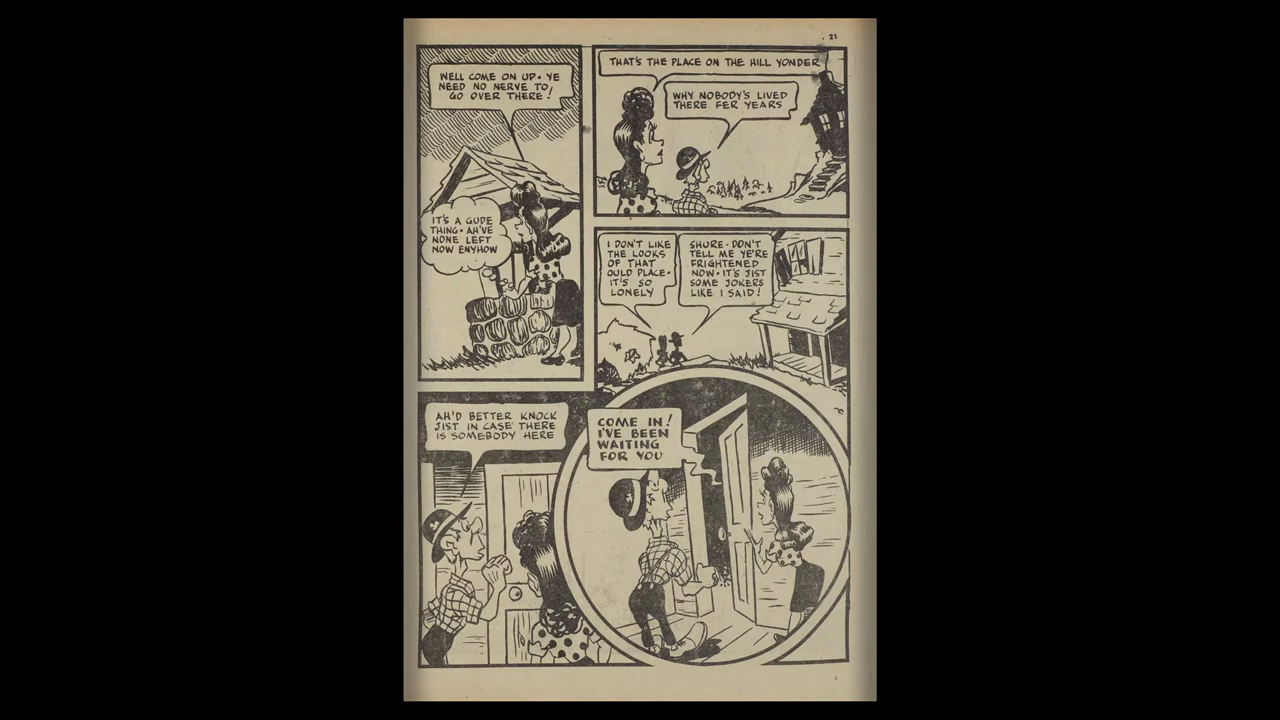 21
WELL COME ON UP. YE
NEED NO NERVE TO
GO OVER THERE!
IT'S A GUDE
THING. AH'VE
NONE LEFT
NOW ENYHOW
THAT'S THE PLACE ON THE HILL YONDER
WHY NOBODY'S LIVED
THERE FER YEARS
I DON'T LIKE
THE LOOKS
OF THAT
OULD PLACE.
IT'S SO
LONELY
SHURE. DON'T
TELL ME YE'RE
FRIGHTENED
NOW. IT'S JIST
SOME JOKERS
LIKE I SAID!
AH'D BETTER KNOCK
JIST IN CASE THERE
IS SOMEBODY HERE
COME IN!
I'VE BEEN
WAITING
FOR YOU